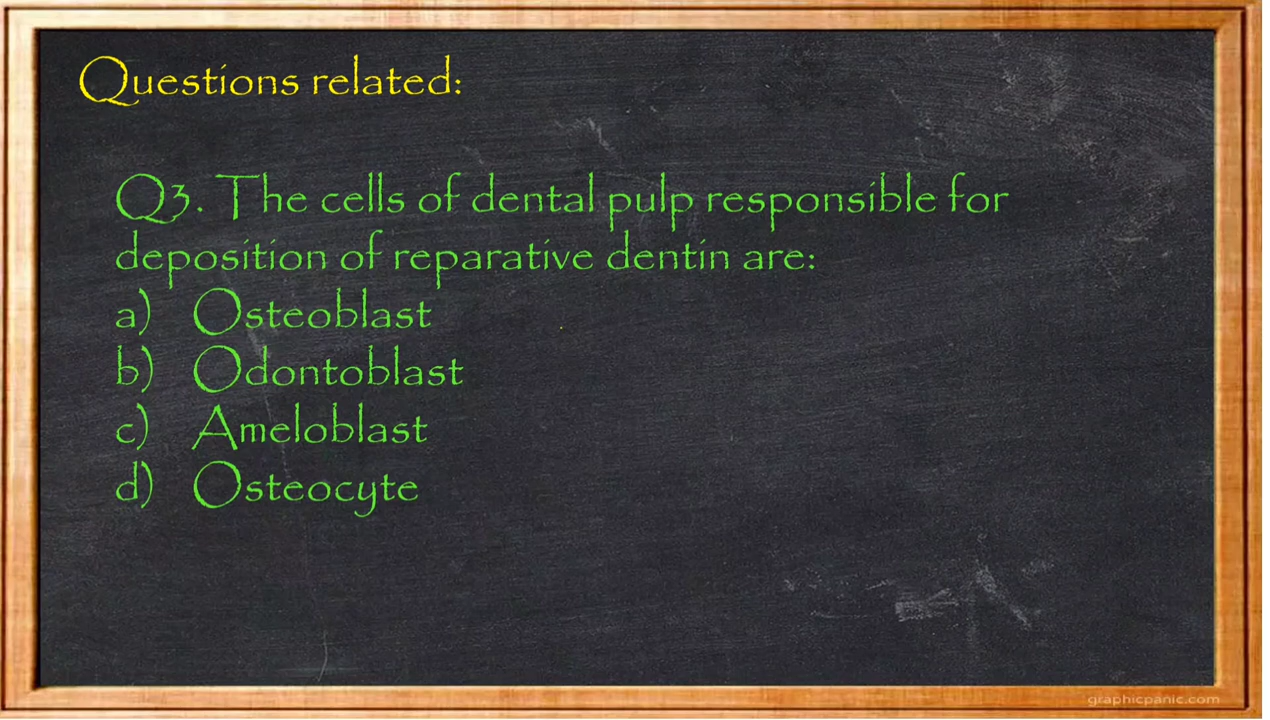 Questions related:
Q3. The cells of dental pulp responsible for
deposition of reparative dentin are:
a) Osteoblast
b) Odontoblast
c) Ameloblast
d) Osteocyte
graphicpanic.com